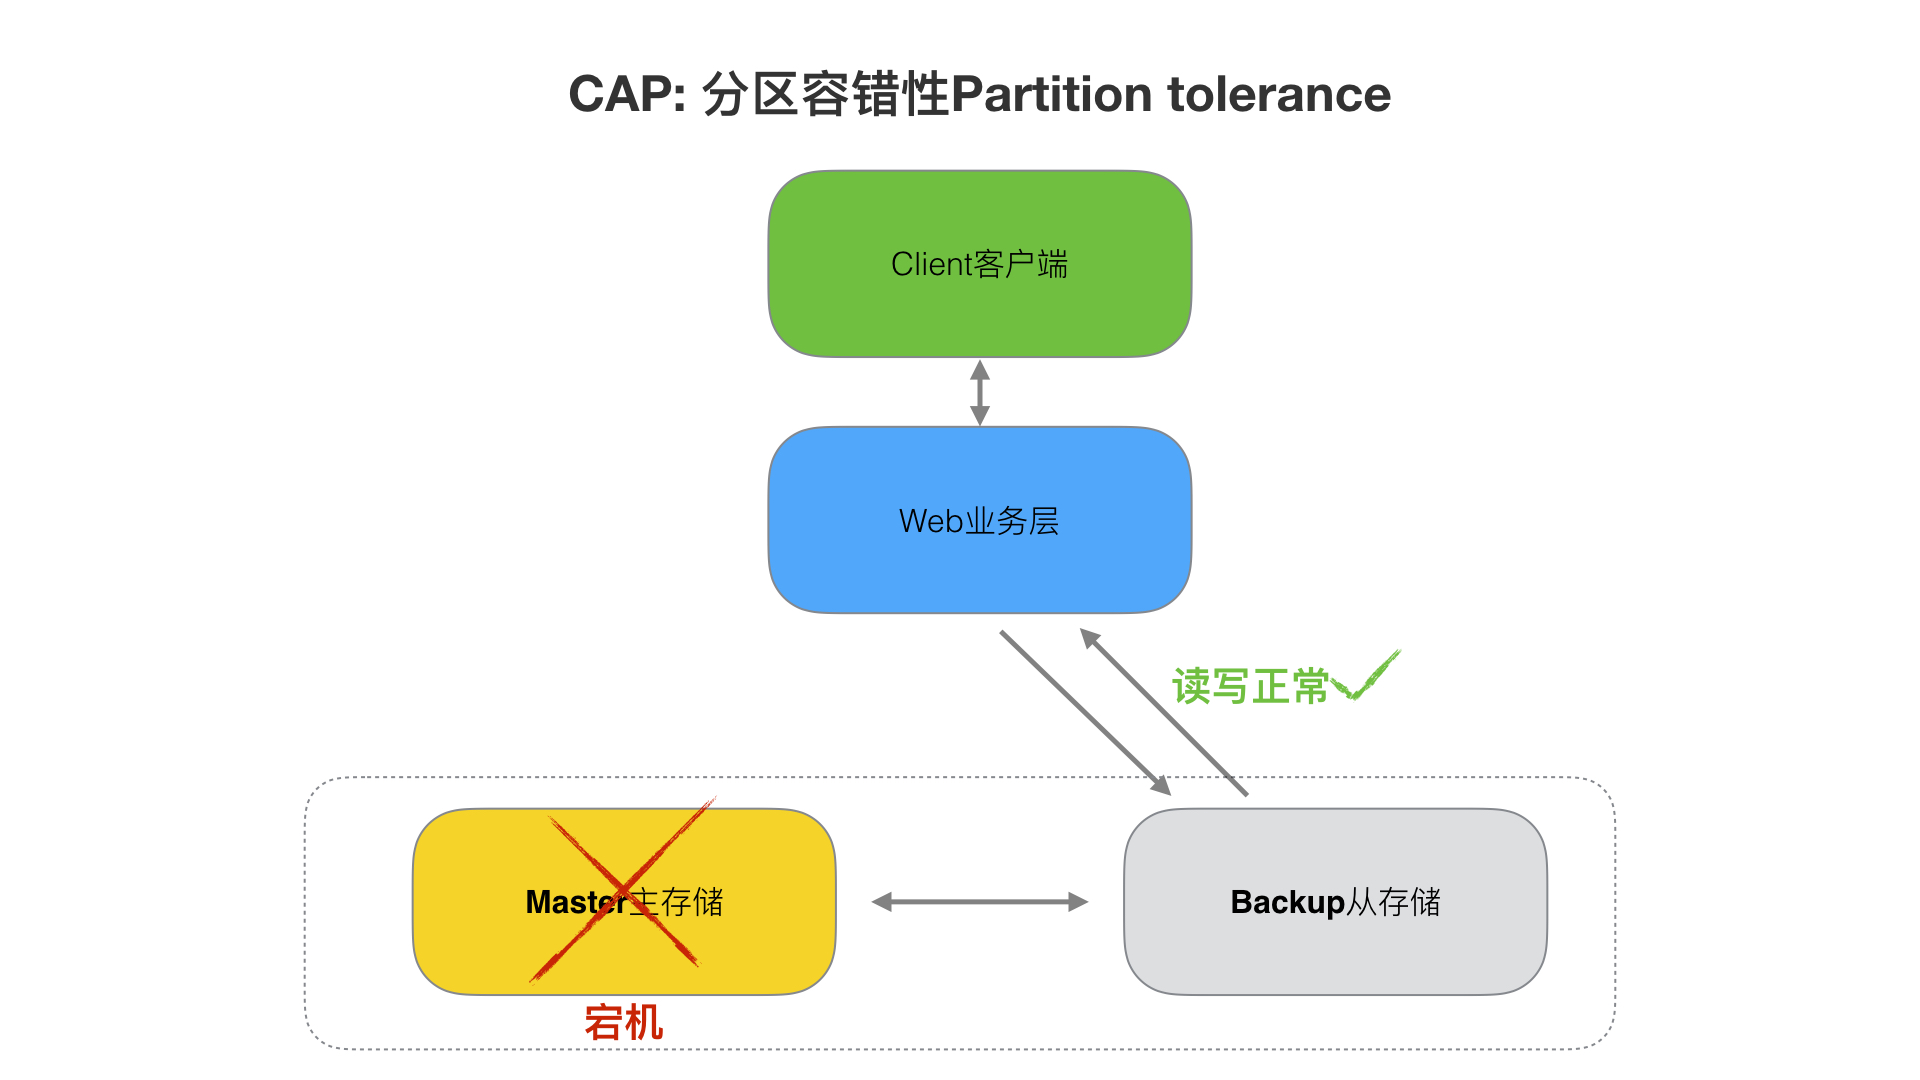 CAP: 分区容错性Partition tolerance
Client客户端
Web业务层
读写正常
Master主存储
Backup从存储
宕机